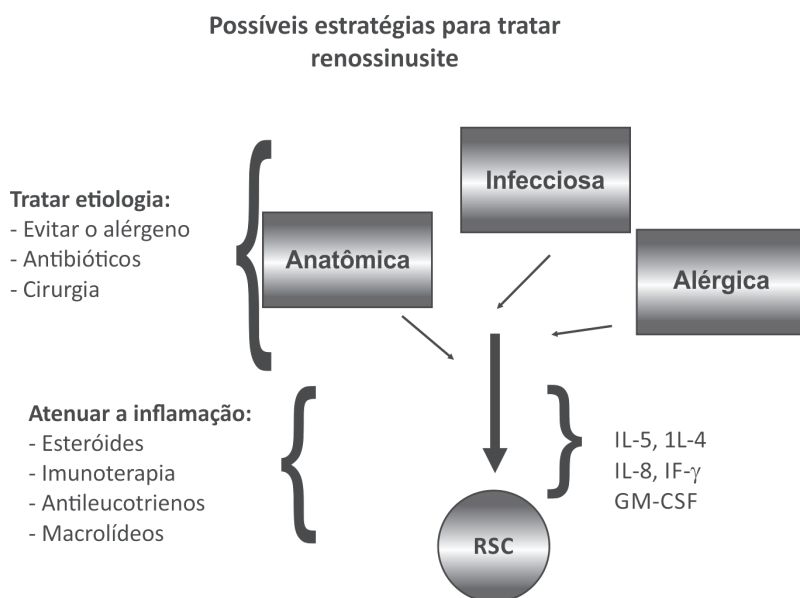 Possíveis estratégias para tratar
renossinusite
Infecciosa
Tratar etiologia:
- Evitar o alérgeno
- Antibióticos
- Cirurgia
Anatômica
Alérgica
Atenuar a inflamação:
- Esteróides
- Imunoterapia
- Antileucotrienos
- Macrolídeos
IL-5, 1L-4
IL-8, IF-γ
GM-CSF
RSC